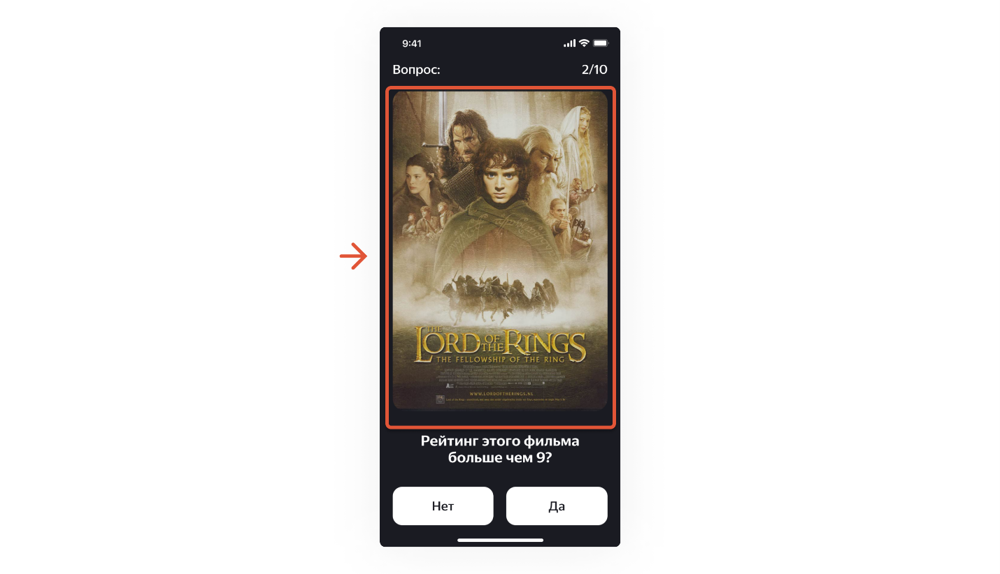 9:41
Вопрос:
2/10
THE
LORD OF THE RINGS
THE FELLOWSHIP OF THE RING
WWW.LORDOFTHERINGS.NL
Рейтинг этого фильма
больше чем 9?
Нет
Да